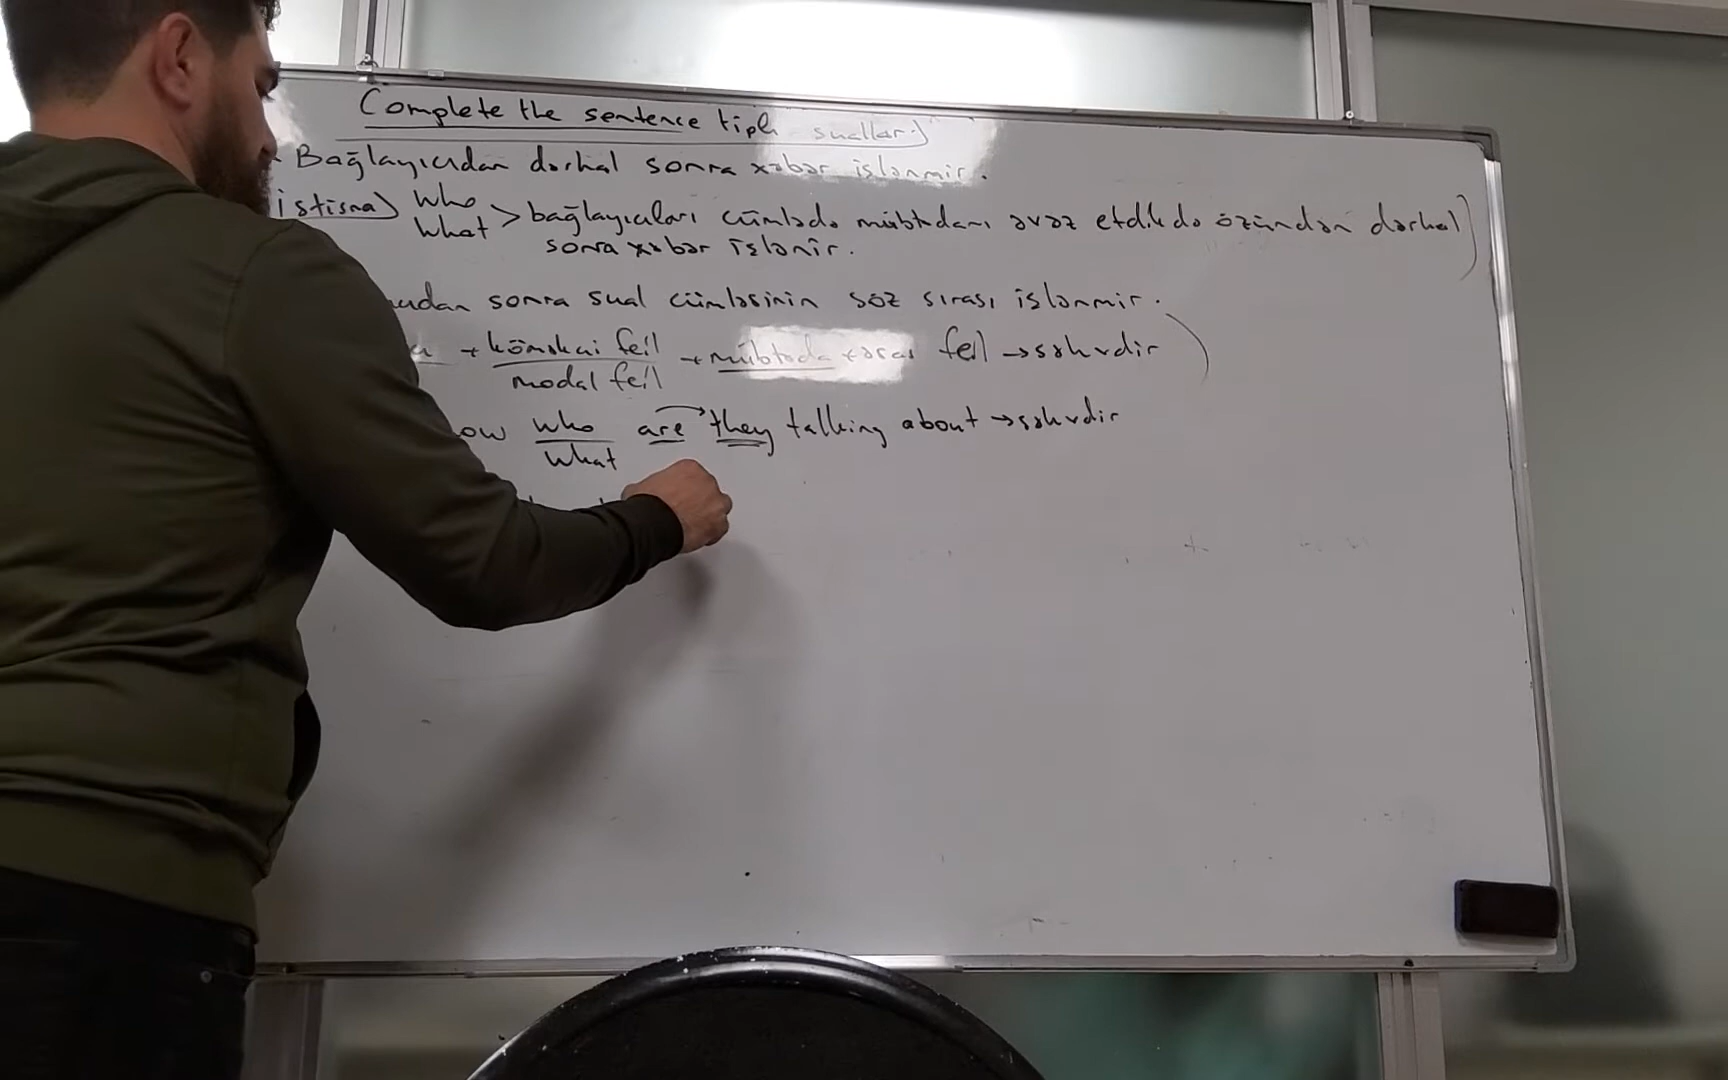 Complete the sentence tipli suallar
Bağlayıcıdan dərhal sonra xəbər işlənmir.
İstisna) who
what > bağlayıcıları cümlədə mübtədanı əvəz etdikdə özündən dərhal
sonra xəbər işlənir.
sonra sual cümləsinin söz sırası işlənmir.
+ köməkçi feil + mübtəda + əsas feil → səhvdir
modal feil
who are they talking about → səhvdir
what